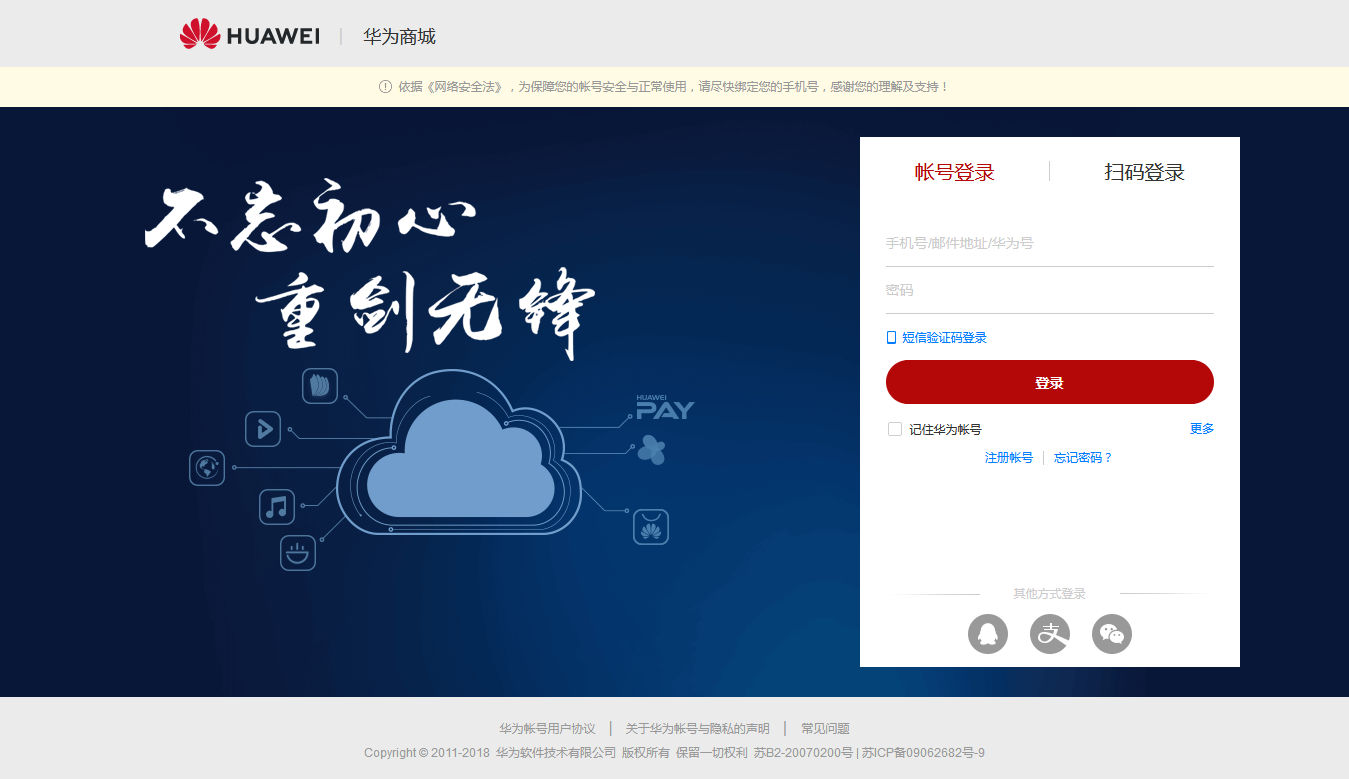 HUAWEI | 华为商城
依据《网络安全法》，为保障您的帐号安全与正常使用，请尽快绑定您的手机号，感谢您的理解及支持！
不忘初心
重剑无锋
HUAWEI
PAY
帐号登录 扫码登录
手机号/邮件地址/华为号
密码
短信验证码登录
登录
记住华为帐号 更多
注册帐号 | 忘记密码？
其他方式登录
支
华为帐号用户协议 | 关于华为帐号与隐私的声明 | 常见问题
Copyright © 2011-2018 华为软件技术有限公司 版权所有 保留一切权利 苏B2-20070200号 | 苏ICP备09062682号-9